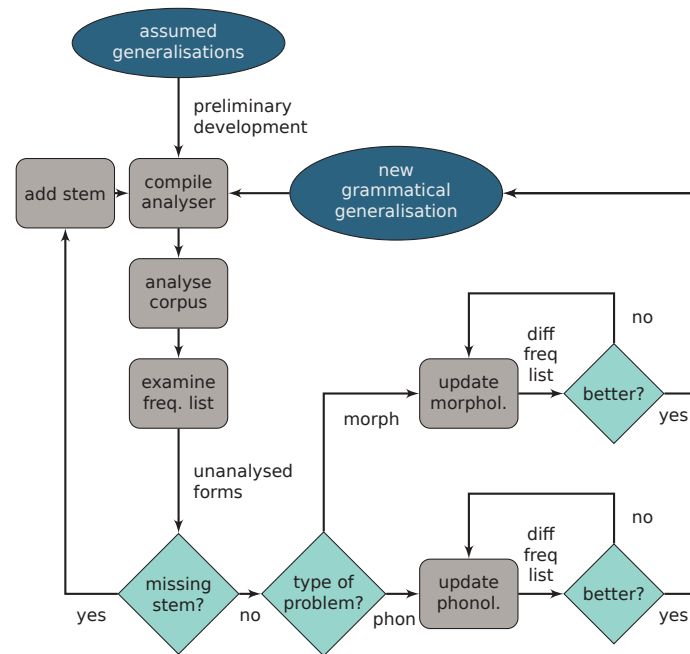 assumed
generalisations
preliminary
development
add stem
compile
analyser
new
grammatical
generalisation
analyse
corpus
examine
freq. list
unanalysed
forms
missing
stem?
yes
no
type of
problem?
morph
phon
update
morphol.
diff
freq
list
better?
no
yes
update
phonol.
diff
freq
list
better?
no
yes